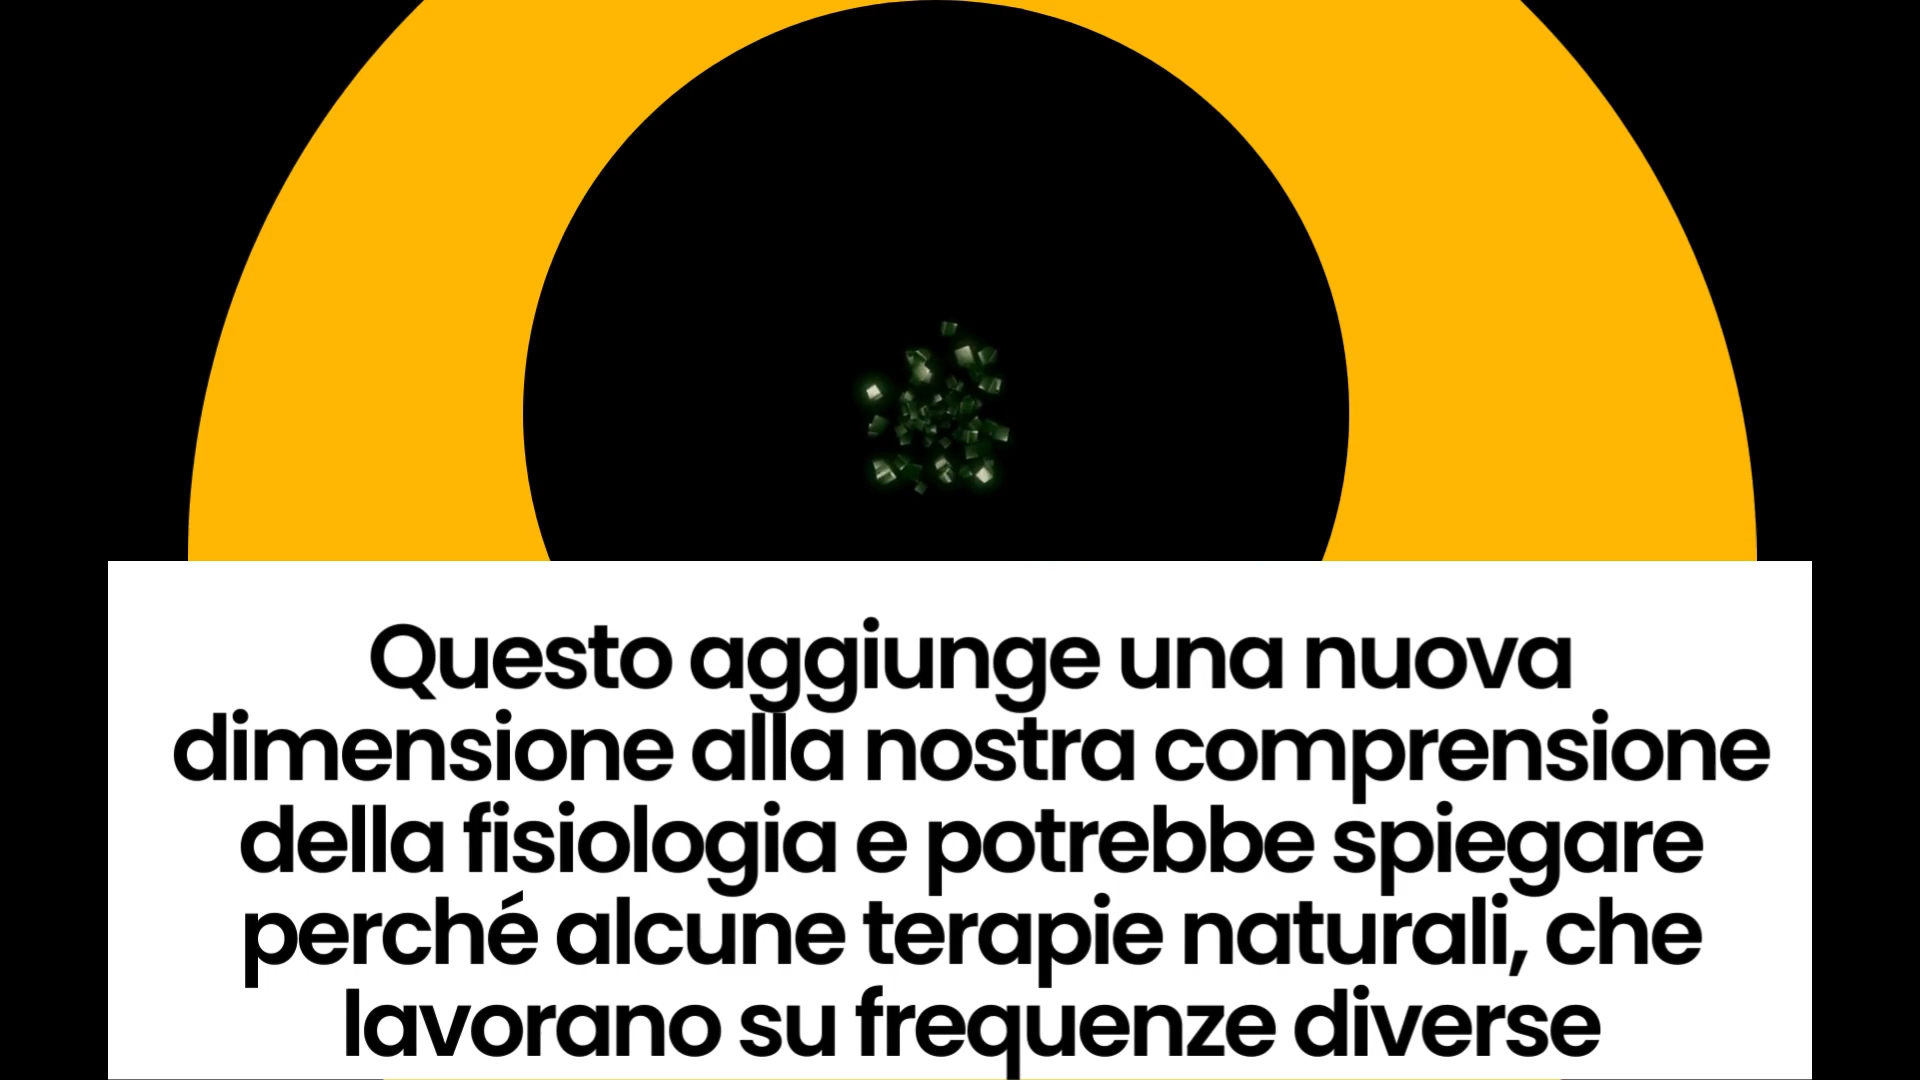 Questo aggiunge una nuova
dimensione alla nostra comprensione
della fisiologia e potrebbe spiegare
perché alcune terapie naturali, che
lavorano su frequenze diverse